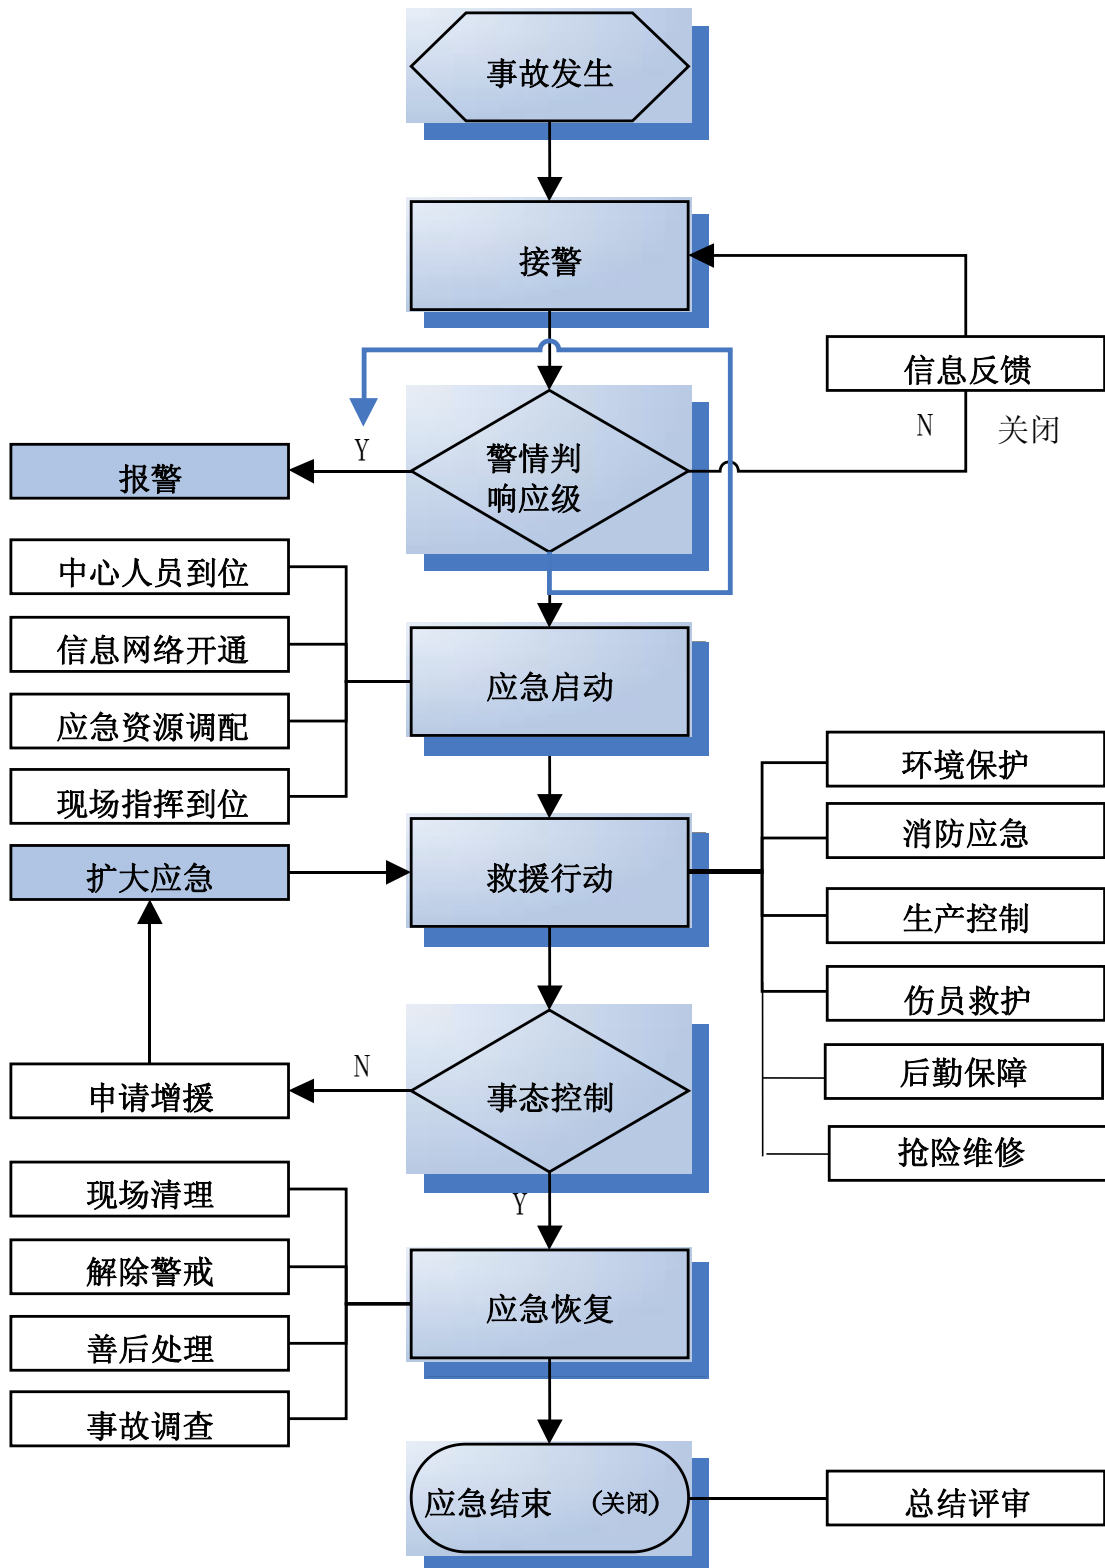 事故发生
接警
信息反馈
N
关闭
Y
警情判
响应级
报警
中心人员到位
信息网络开通
应急资源调配
现场指挥到位
应急启动
环境保护
消防应急
生产控制
伤员救护
后勤保障
抢险维修
扩大应急
救援行动
N
申请增援
事态控制
Y
现场清理
解除警戒
善后处理
事故调查
应急恢复
应急结束 （关闭）
总结评审